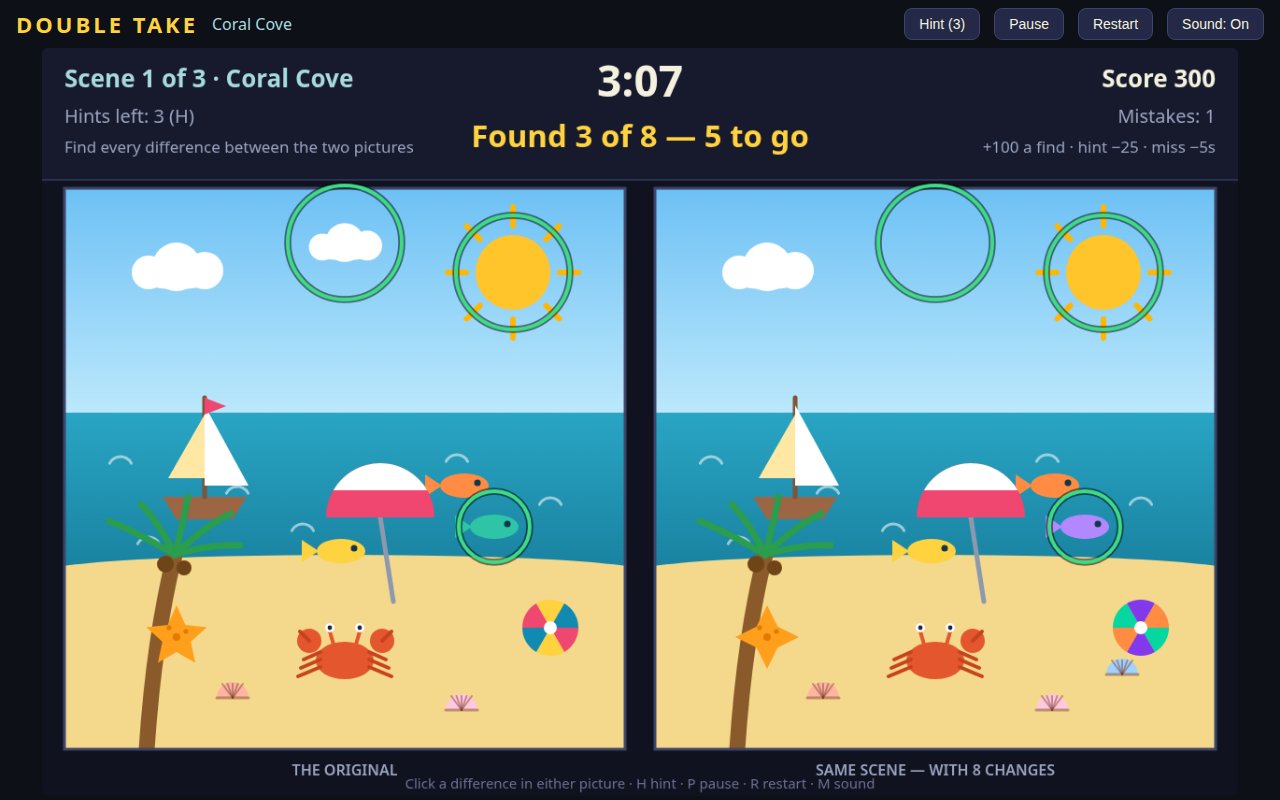 DOUBLE TAKE Coral Cove Hint (3) Pause Restart Sound: On
Scene 1 of 3 · Coral Cove
3:07
Score 300
Hints left: 3 (H)
Mistakes: 1
Found 3 of 8 — 5 to go
Find every difference between the two pictures
+100 a find · hint −25 · miss −5s
THE ORIGINAL
SAME SCENE — WITH 8 CHANGES
Click a difference in either picture · H hint · P pause · R restart · M sound